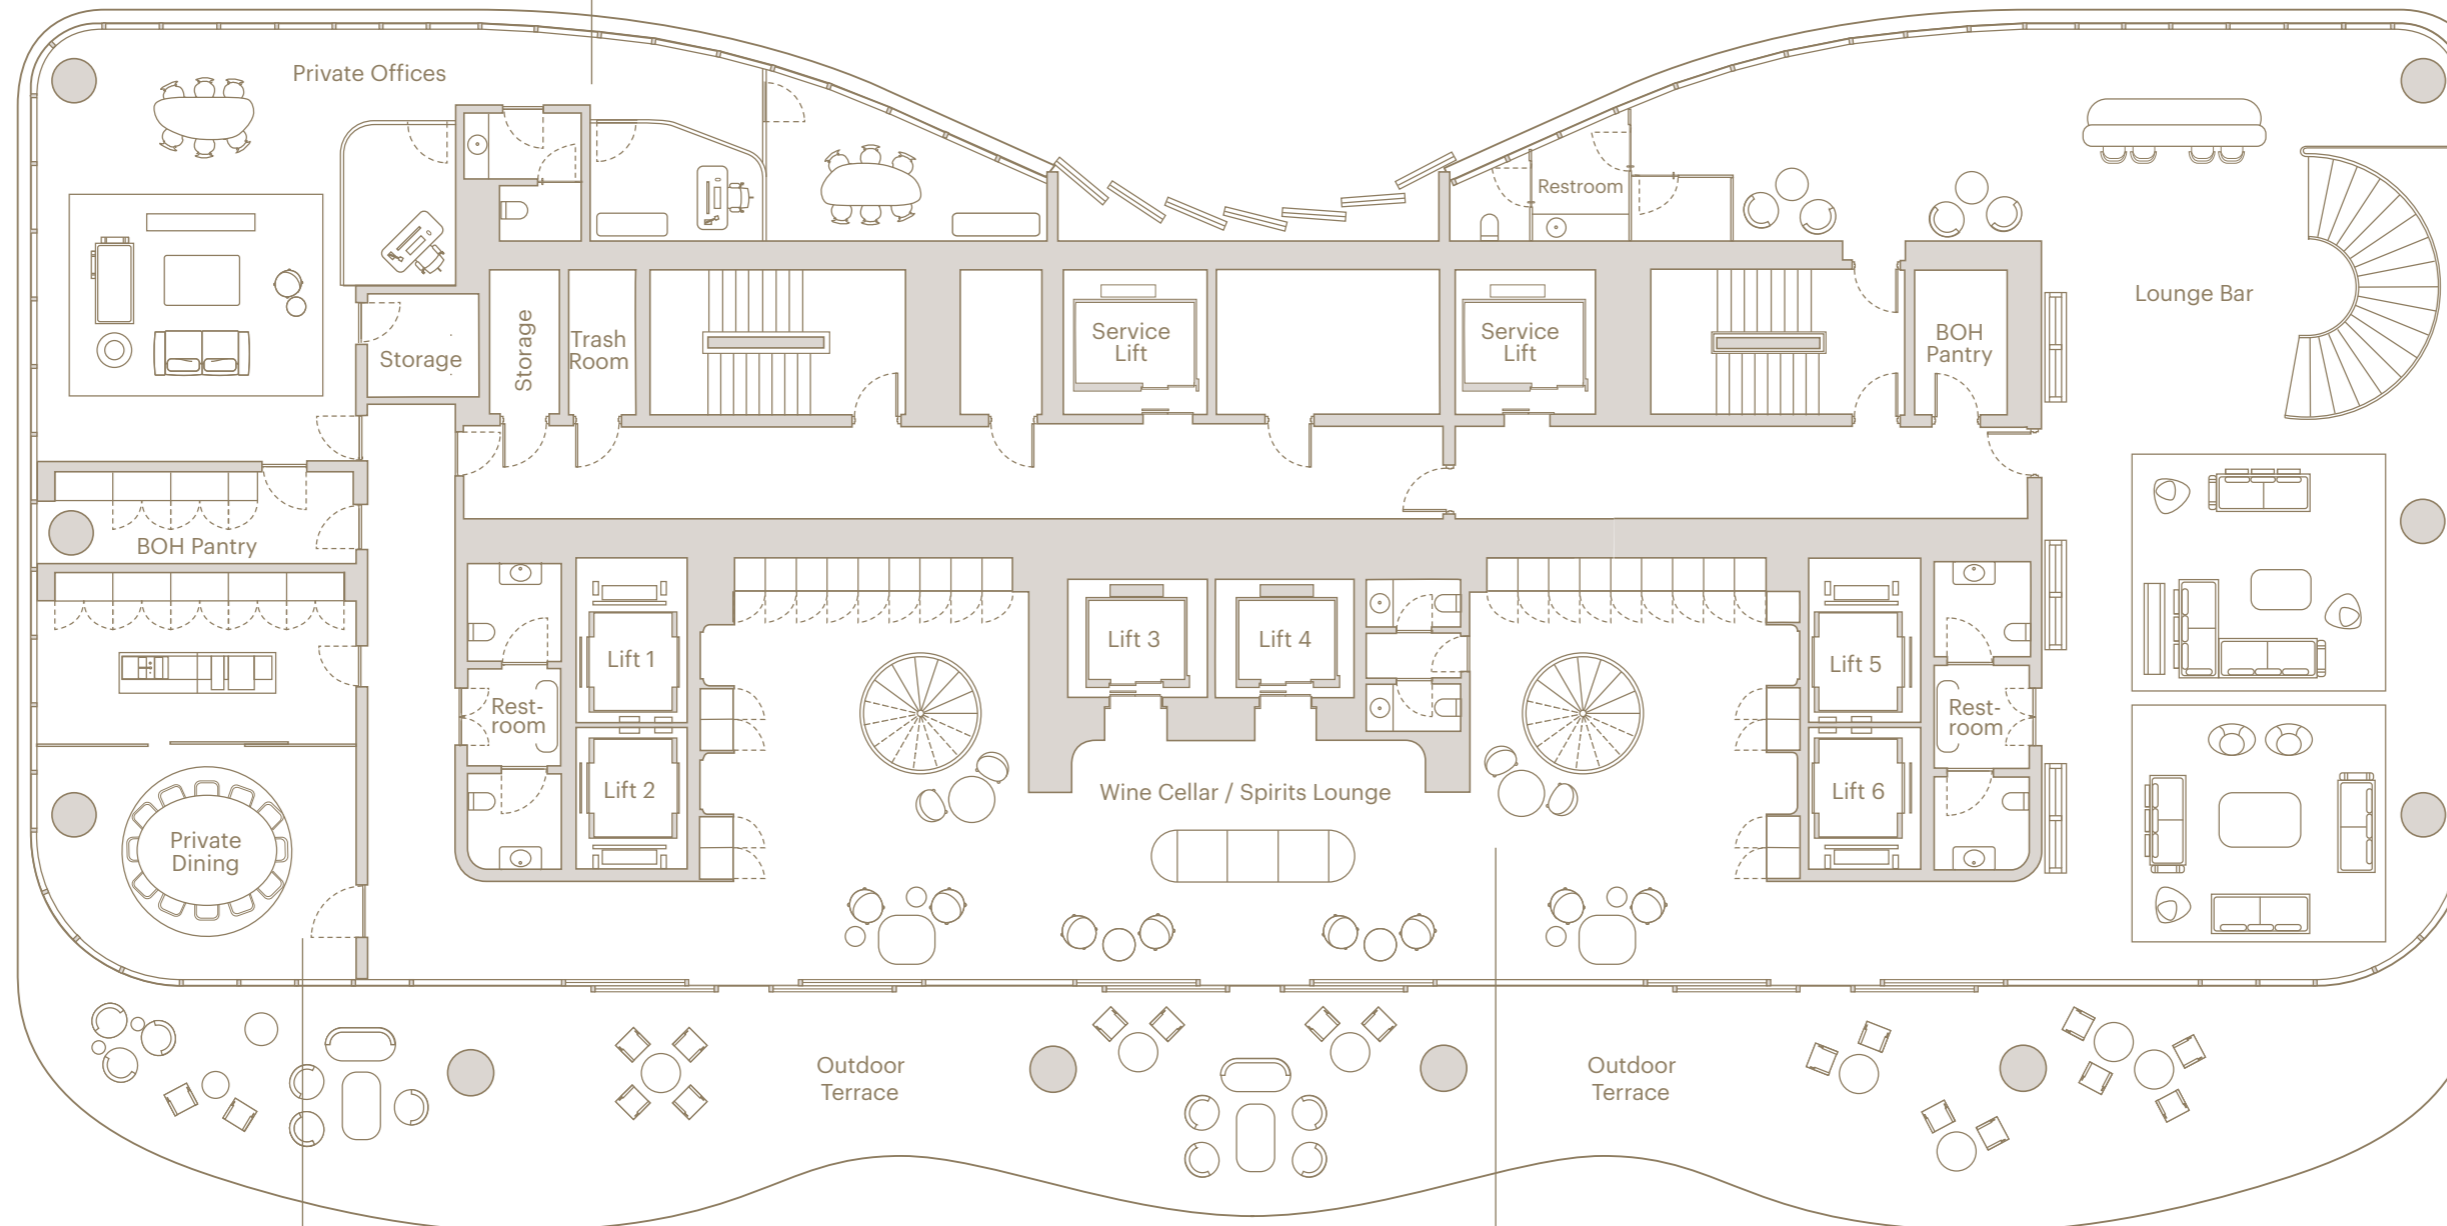 Private Offices
Restroom
Lounge Bar
Storage
Storage
Trash
Room
Service
Lift
Service
Lift
BOH
Pantry
BOH Pantry
Lift 1
Lift 3
Lift 4
Lift 5
Rest-
room
Rest-
room
Lift 2
Wine Cellar / Spirits Lounge
Lift 6
Private
Dining
Outdoor
Terrace
Outdoor
Terrace